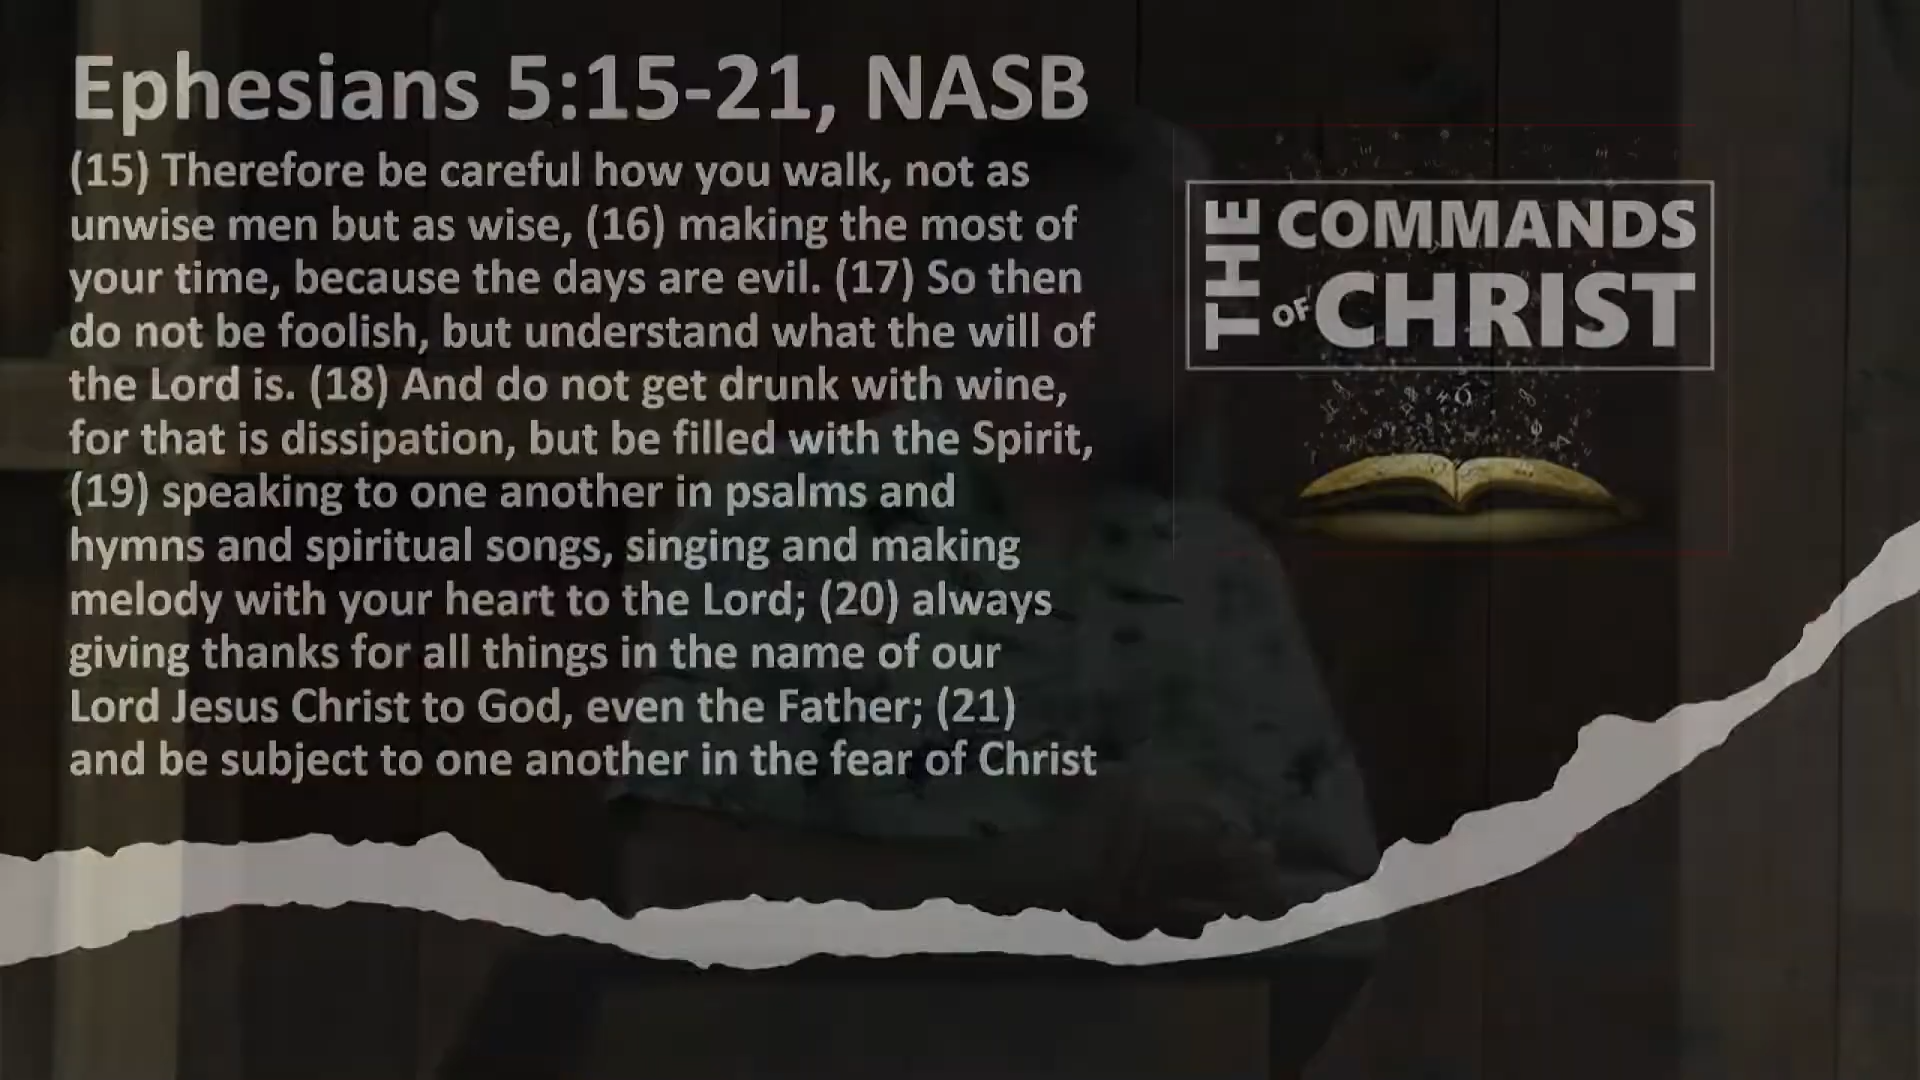 Ephesians 5:15-21, NASB
(15) Therefore be careful how you walk, not as
unwise men but as wise, (16) making the most of
your time, because the days are evil. (17) So then
do not be foolish, but understand what the will of
the Lord is. (18) And do not get drunk with wine,
for that is dissipation, but be filled with the Spirit,
(19) speaking to one another in psalms and
hymns and spiritual songs, singing and making
melody with your heart to the Lord; (20) always
giving thanks for all things in the name of our
Lord Jesus Christ to God, even the Father; (21)
and be subject to one another in the fear of Christ
THE COMMANDS
OF CHRIST